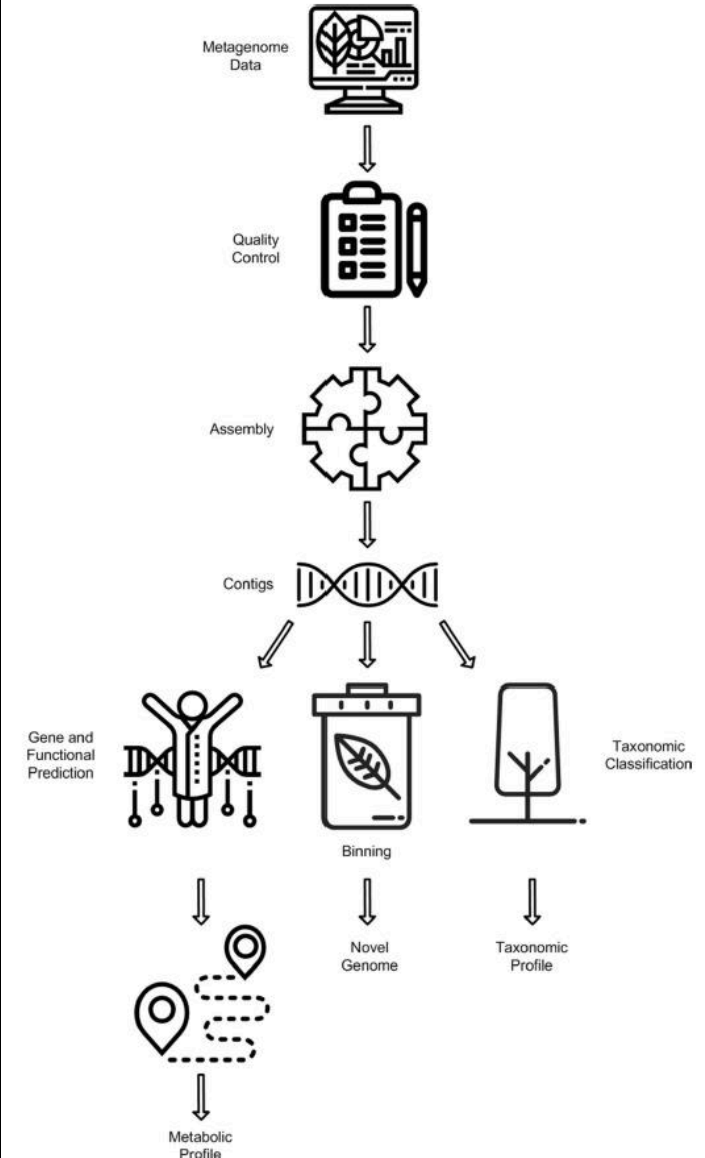 Metagenome
Data
Quality
Control
Assembly
Contigs
Gene and
Functional
Prediction
Taxonomic
Classification
Binning
Novel
Genome
Taxonomic
Profile
Metabolic
Profile